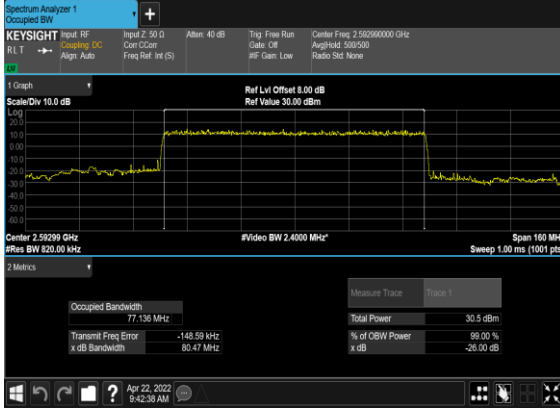 Spectrum Analyzer 1
Occupied BW
+
KEYSIGHT Input: RF Input Z: 50 Ω Atten: 40 dB Trig: Free Run Center Freq: 2.592990000 GHz
RLT Coupling: DC Corr CCorr Gate: Off Avg|Hold: 500/500
Align: Auto Freq Ref: Int (S) #IF Gain: Low Radio Std: None
LXI
1 Graph
Ref Lvl Offset 8.00 dB
Scale/Div 10.0 dB Ref Value 30.00 dBm
Log
20.0
10.0
0.00
-10.0
-20.0
-30.0
-40.0
-50.0
-60.0
Center 2.59299 GHz #Video BW 2.4000 MHz* Span 160 MH
#Res BW 820.00 kHz Sweep 1.00 ms (1001 pts
2 Metrics
Measure Trace Trace 1
Occupied Bandwidth
77.136 MHz Total Power 30.5 dBm
Transmit Freq Error -148.59 kHz % of OBW Power 99.00 %
x dB Bandwidth 80.47 MHz x dB -26.00 dB
? Apr 22, 2022
9:42:38 AM